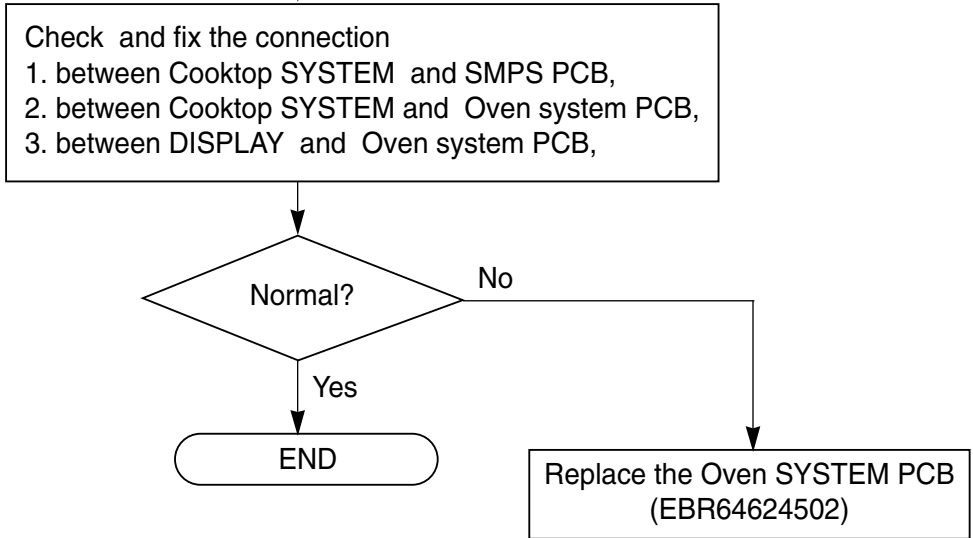 Check and fix the connection
1. between Cooktop SYSTEM and SMPS PCB,
2. between Cooktop SYSTEM and Oven system PCB,
3. between DISPLAY and Oven system PCB,
Normal?
No
Yes
END
Replace the Oven SYSTEM PCB
(EBR64624502)